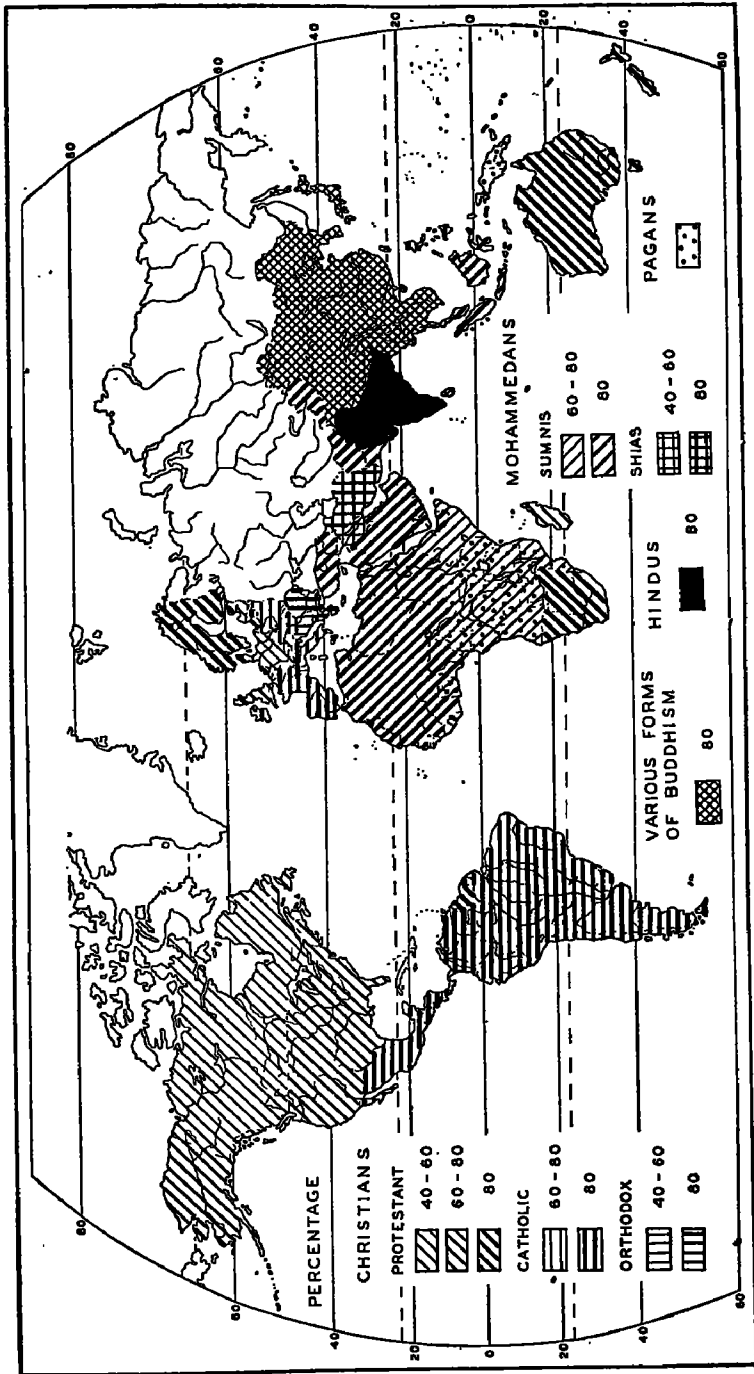 80
80
60
60
40
40
20
20
0
0
20
20
40
40
60
60
PERCENTAGE
CHRISTIANS
PROTESTANT
40-60
60-80
80
CATHOLIC
60-80
80
ORTHODOX
40-60
80
VARIOUS FORMS
OF BUDDHISM
80
HINDUS
80
MOHAMMEDANS
SUMNIS
60-80
80
SHIAS
40-60
80
PAGANS